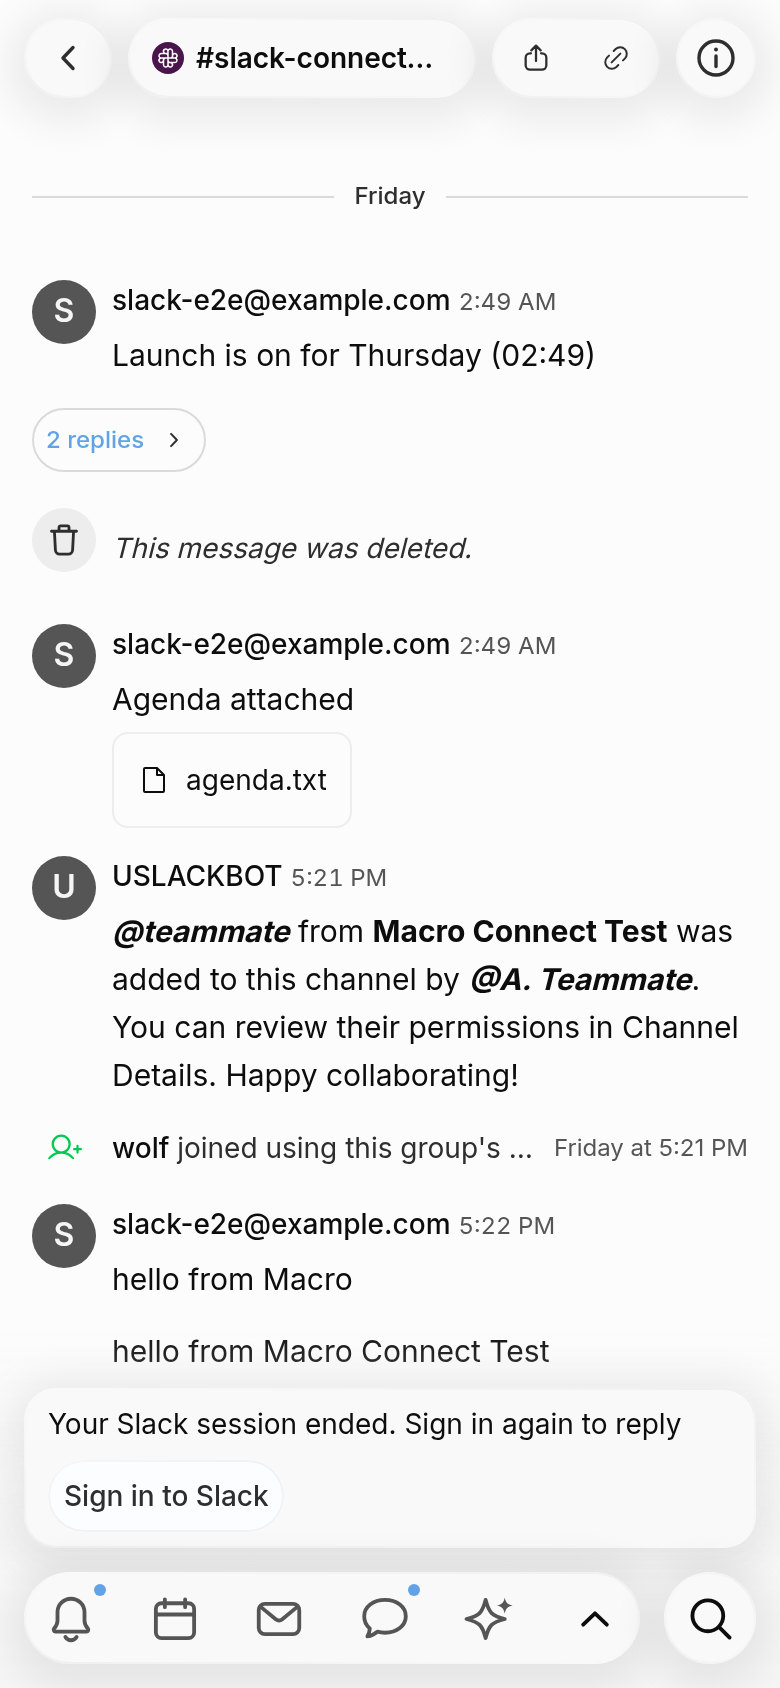 #slack-connect...
Friday
S
slack-e2e@example.com 2:49 AM
Launch is on for Thursday (02:49)
2 replies
This message was deleted.
S
slack-e2e@example.com 2:49 AM
Agenda attached
agenda.txt
U
USLACKBOT 5:21 PM
@teammate from Macro Connect Test was
added to this channel by @A. Teammate.
You can review their permissions in Channel
Details. Happy collaborating!
wolf joined using this group's ... Friday at 5:21 PM
S
slack-e2e@example.com 5:22 PM
hello from Macro
hello from Macro Connect Test
Your Slack session ended. Sign in again to reply
Sign in to Slack